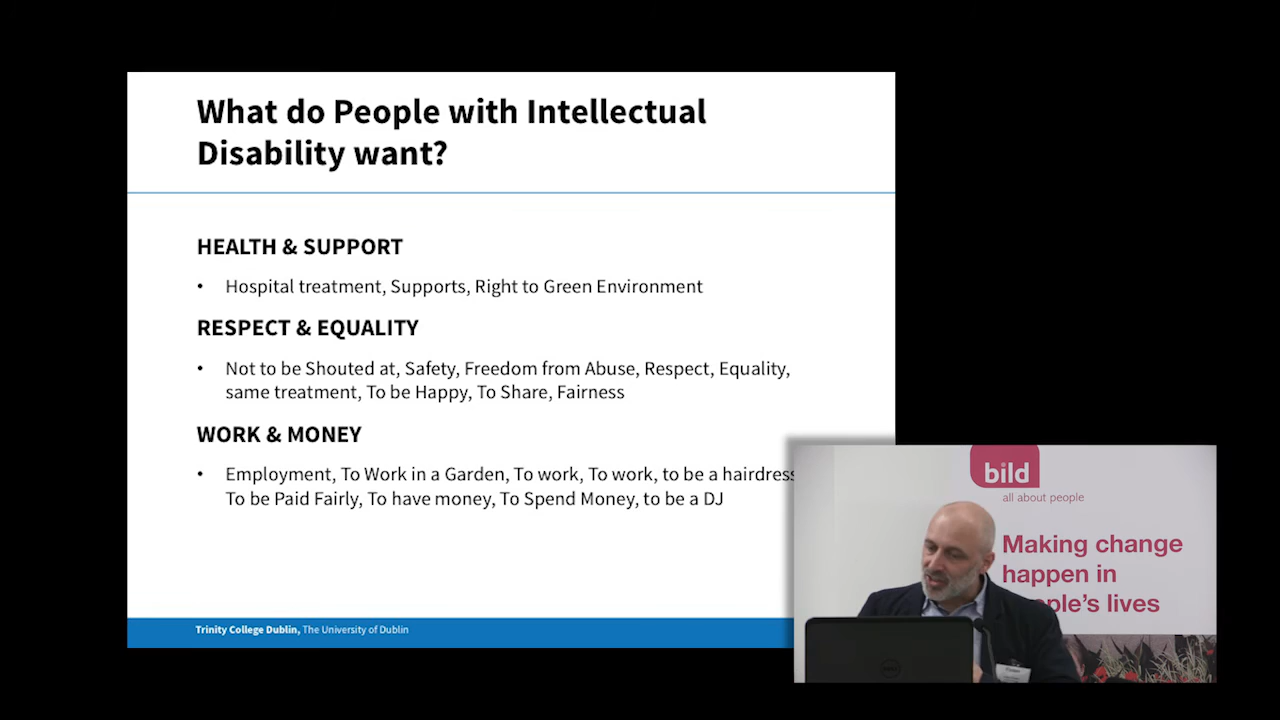 What do People with Intellectual
Disability want?
HEALTH & SUPPORT
• Hospital treatment, Supports, Right to Green Environment
RESPECT & EQUALITY
• Not to be Shouted at, Safety, Freedom from Abuse, Respect, Equality,
same treatment, To be Happy, To Share, Fairness
WORK & MONEY
• Employment, To Work in a Garden, To work, To work, to be a
To be Paid Fairly, To have money, To Spend Money, to be a DJ
Trinity College Dublin, The University of Dublin
bild
all about people
Making change
happen in
lives
DELL